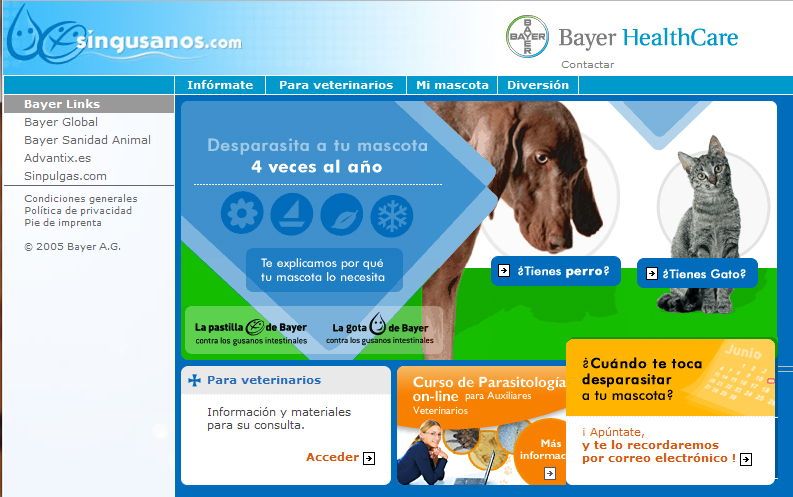 singusanos.com
BAYER
BAYER
Bayer HealthCare
Contactar
Infórmate
Para veterinarios
Mi mascota
Diversión
Bayer Links
Bayer Global
Bayer Sanidad Animal
Advantix.es
Sinpulgas.com
Condiciones generales
Política de privacidad
Pie de imprenta
© 2005 Bayer A.G.
Desparasita a tu mascota
4 veces al año
Te explicamos por qué
tu mascota lo necesita
¿Tienes perro?
¿Tienes Gato?
La pastilla de Bayer
contra los gusanos intestinales
La gota de Bayer
contra los gusanos intestinales
Para veterinarios
Información y materiales
para su consulta.
Acceder
Curso de Parasitología
on-line para Auxiliares
Veterinarios
Más
informac
Junio
¿Cuándo te toca
desparasitar
a tu mascota?
¡ Apúntate,
y te lo recordaremos
por correo electrónico !